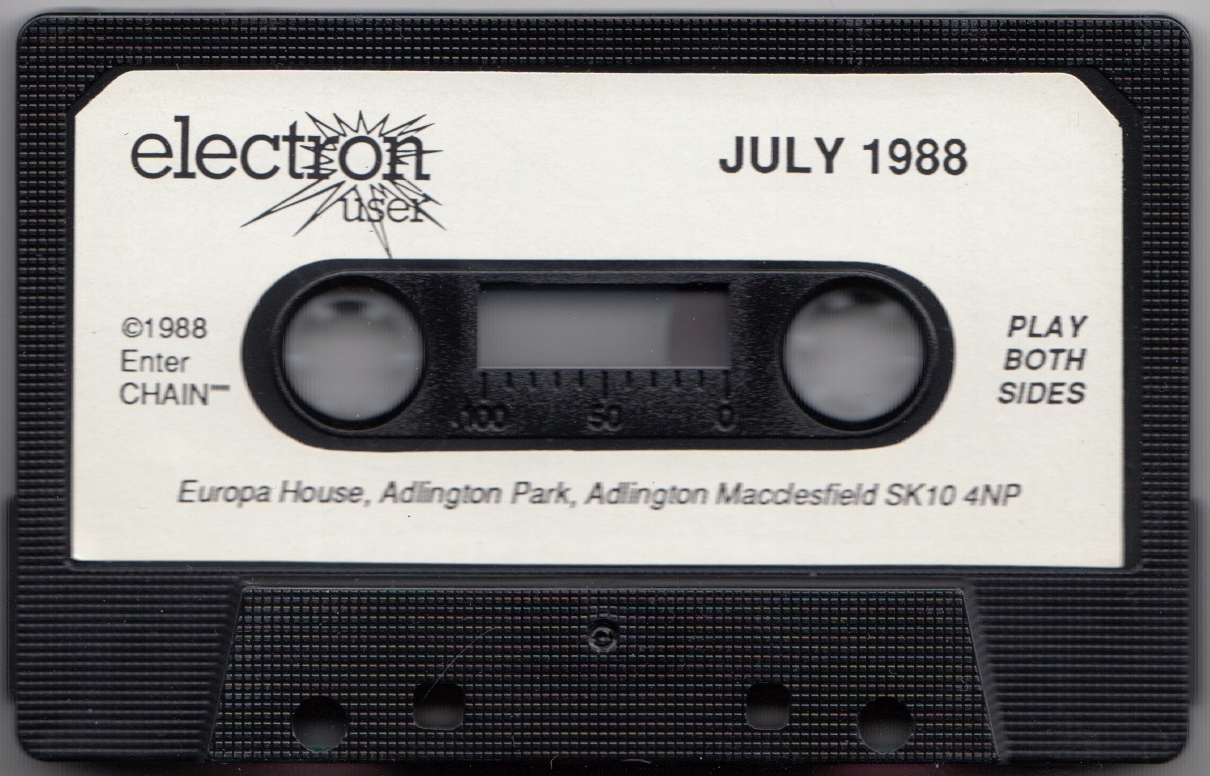 electron
user
JULY 1988
©1988
Enter
CHAIN""
PLAY
BOTH
SIDES
100 50 0
Europa House, Adlington Park, Adlington Macclesfield SK10 4NP